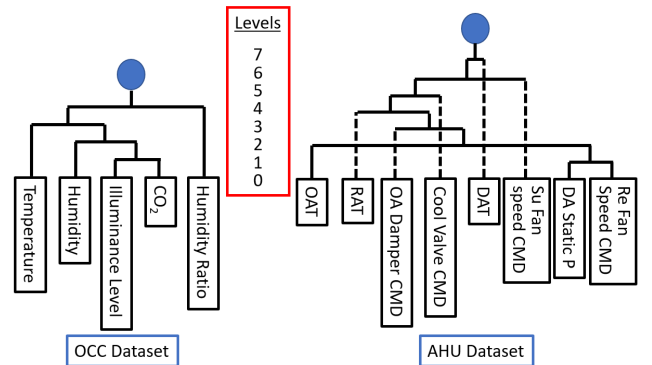 Levels
7
6
5
4
3
2
1
0
Temperature
Humidity
Illuminance Level
CO₂
Humidity Ratio
OCC Dataset
OAT
RAT
OA Damper CMD
Cool Valve CMD
DAT
Su Fan
speed CMD
DA Static P
Re Fan
Speed CMD
AHU Dataset